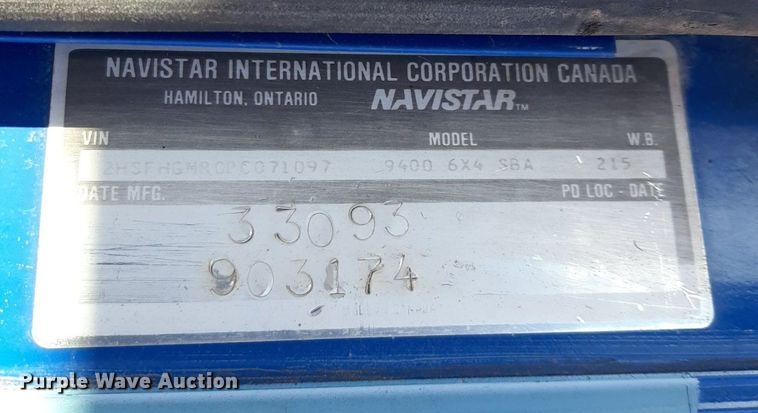 NAVISTAR INTERNATIONAL CORPORATION CANADA
HAMILTON, ONTARIO NAVISTAR™
VIN MODEL W.B.
2HSFHGMR0PC071097 9400 6X4 SBA 215
DATE MFG. PD LOC - DATE
33093
903174
Purple Wave Auction